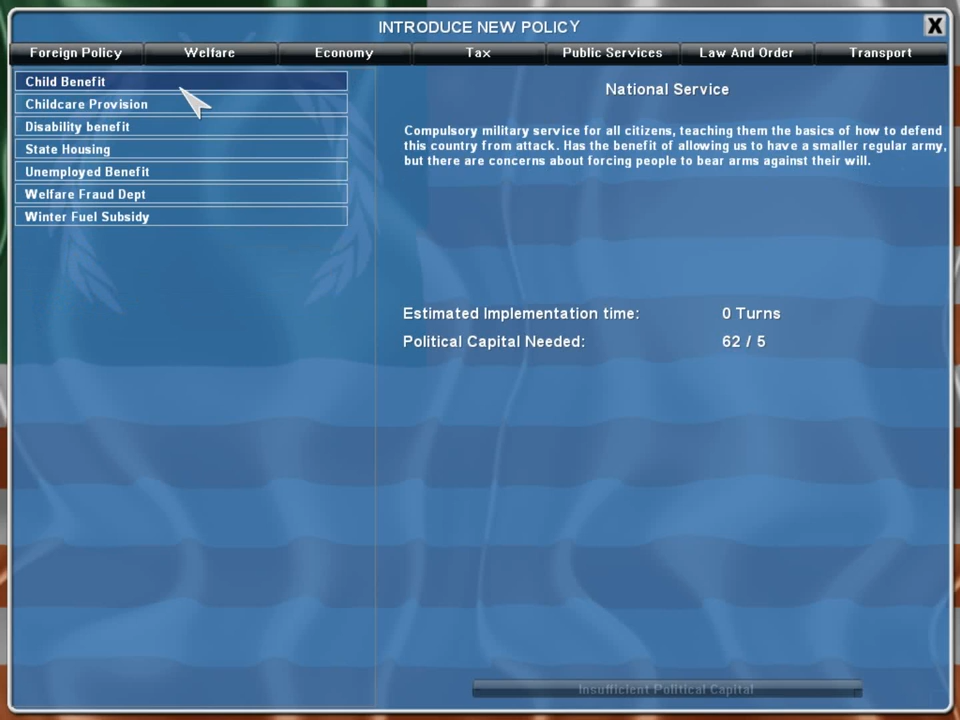 INTRODUCE NEW POLICY
X
Foreign Policy
Welfare
Economy
Tax
Public Services
Law And Order
Transport
Child Benefit
Childcare Provision
Disability benefit
State Housing
Unemployed Benefit
Welfare Fraud Dept
Winter Fuel Subsidy
National Service
Compulsory military service for all citizens, teaching them the basics of how to defend
this country from attack. Has the benefit of allowing us to have a smaller regular army,
but there are concerns about forcing people to bear arms against their will.
Estimated Implementation time: 0 Turns
Political Capital Needed: 62 / 5
Insufficient Political Capital